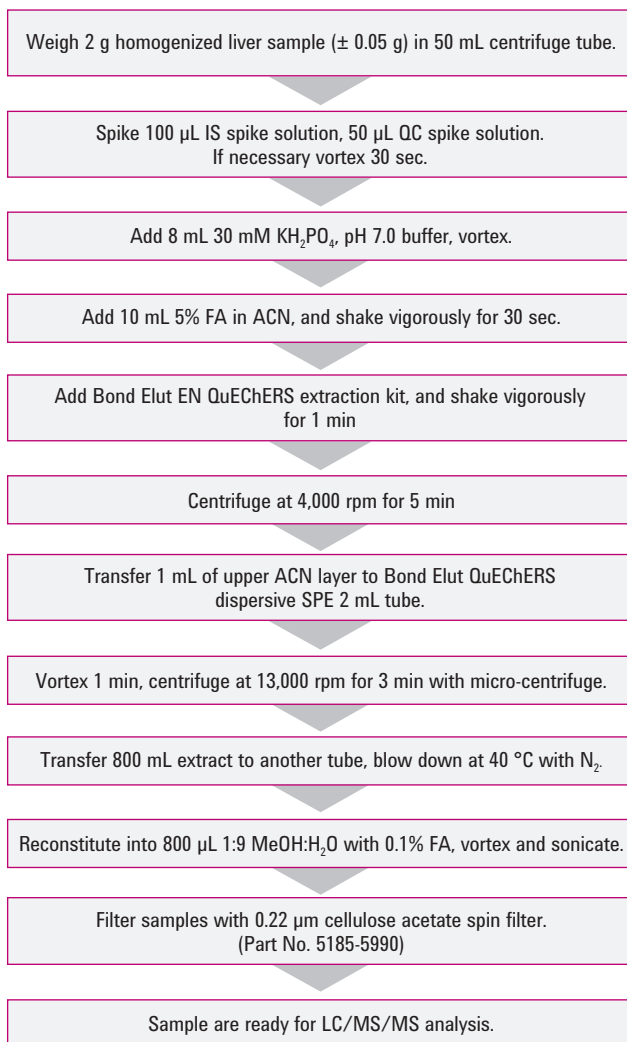 Weigh 2 g homogenized liver sample (± 0.05 g) in 50 mL centrifuge tube.
Spike 100 µL IS spike solution, 50 µL QC spike solution.
If necessary vortex 30 sec.
Add 8 mL 30 mM KH₂PO₄, pH 7.0 buffer, vortex.
Add 10 mL 5% FA in ACN, and shake vigorously for 30 sec.
Add Bond Elut EN QuEChERS extraction kit, and shake vigorously
for 1 min
Centrifuge at 4,000 rpm for 5 min
Transfer 1 mL of upper ACN layer to Bond Elut QuEChERS
dispersive SPE 2 mL tube.
Vortex 1 min, centrifuge at 13,000 rpm for 3 min with micro-centrifuge.
Transfer 800 mL extract to another tube, blow down at 40 °C with N₂.
Reconstitute into 800 µL 1:9 MeOH:H₂O with 0.1% FA, vortex and sonicate.
Filter samples with 0.22 µm cellulose acetate spin filter.
(Part No. 5185-5990)
Sample are ready for LC/MS/MS analysis.